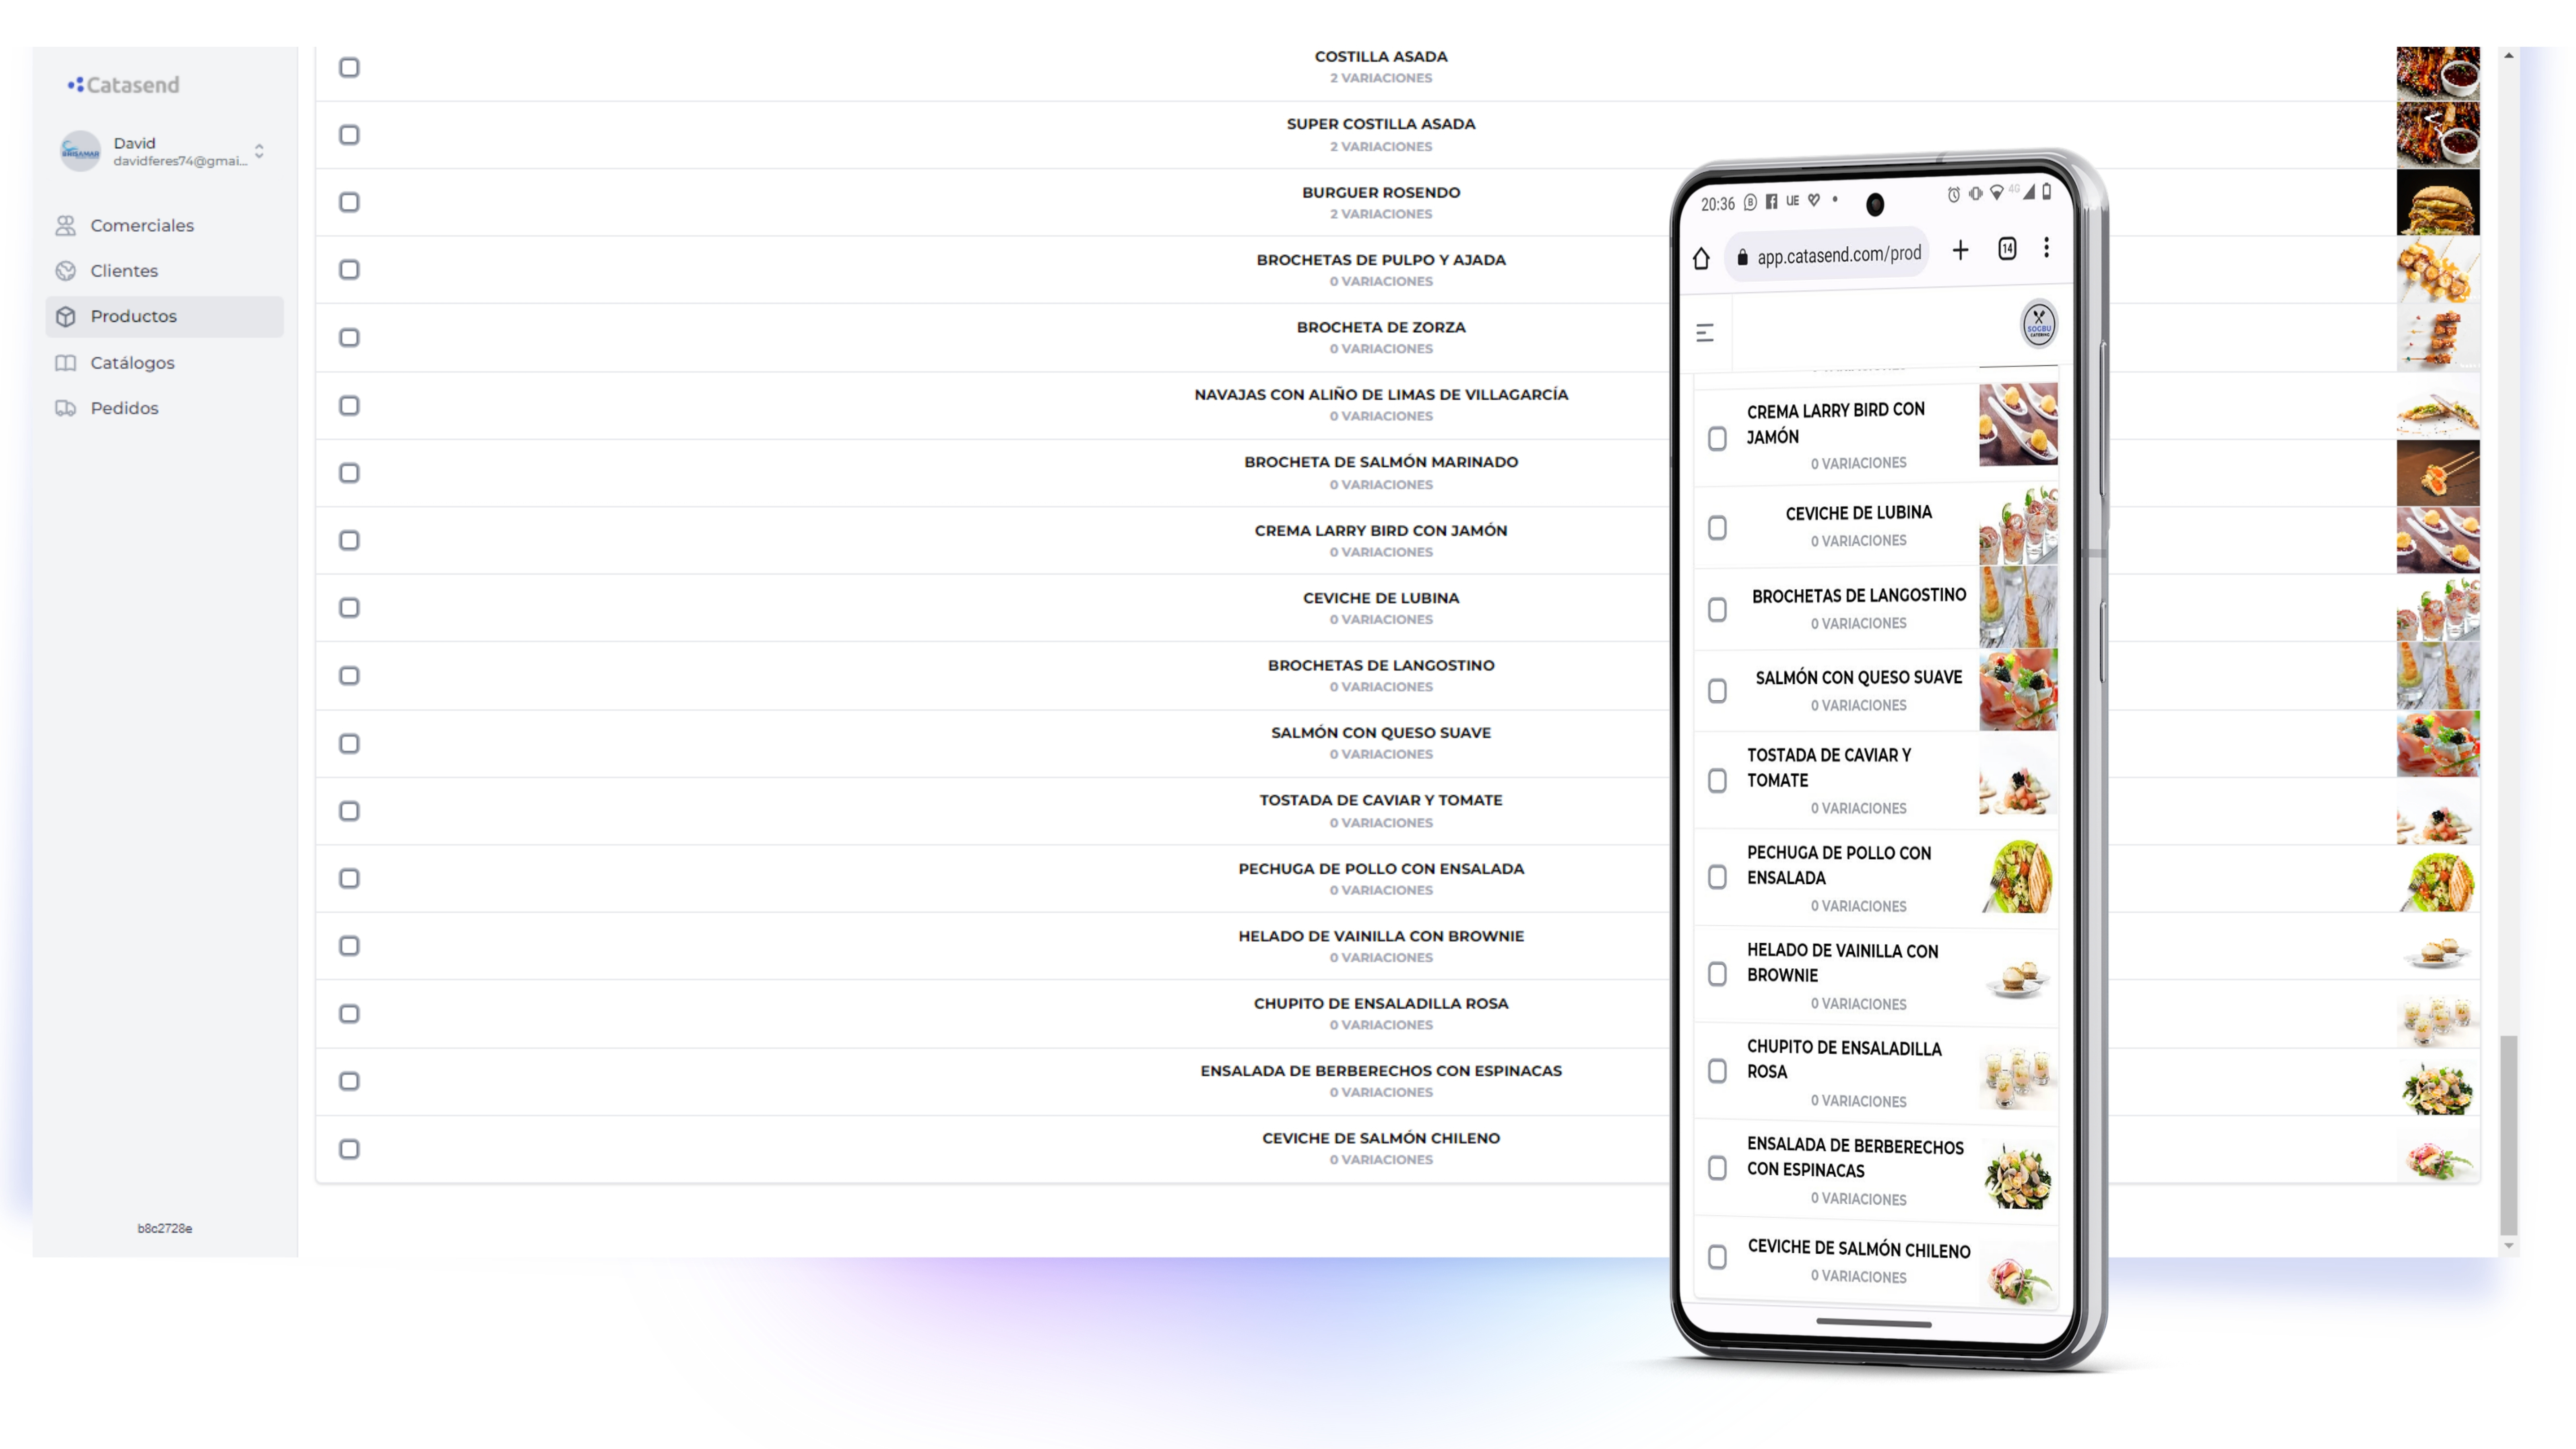 Catasend
David
davidferes74@gmai...
Comerciales
Clientes
Productos
Catálogos
Pedidos
b8c2728e
COSTILLA ASADA
2 VARIACIONES
SUPER COSTILLA ASADA
2 VARIACIONES
BURGUER ROSENDO
2 VARIACIONES
BROCHETAS DE PULPO Y AJADA
0 VARIACIONES
BROCHETA DE ZORZA
0 VARIACIONES
NAVAJAS CON ALIÑO DE LIMAS DE VILLAGARCÍA
0 VARIACIONES
BROCHETA DE SALMÓN MARINADO
0 VARIACIONES
CREMA LARRY BIRD CON JAMÓN
0 VARIACIONES
CEVICHE DE LUBINA
0 VARIACIONES
BROCHETAS DE LANGOSTINO
0 VARIACIONES
SALMÓN CON QUESO SUAVE
0 VARIACIONES
TOSTADA DE CAVIAR Y TOMATE
0 VARIACIONES
PECHUGA DE POLLO CON ENSALADA
0 VARIACIONES
HELADO DE VAINILLA CON BROWNIE
0 VARIACIONES
CHUPITO DE ENSALADILLA ROSA
0 VARIACIONES
ENSALADA DE BERBERECHOS CON ESPINACAS
0 VARIACIONES
CEVICHE DE SALMÓN CHILENO
0 VARIACIONES
20:36 UE 4G
app.catasend.com/prod 14
SOGBU
CREMA LARRY BIRD CON
JAMÓN
0 VARIACIONES
CEVICHE DE LUBINA
0 VARIACIONES
BROCHETAS DE LANGOSTINO
0 VARIACIONES
SALMÓN CON QUESO SUAVE
0 VARIACIONES
TOSTADA DE CAVIAR Y
TOMATE
0 VARIACIONES
PECHUGA DE POLLO CON
ENSALADA
0 VARIACIONES
HELADO DE VAINILLA CON
BROWNIE
0 VARIACIONES
CHUPITO DE ENSALADILLA
ROSA
0 VARIACIONES
ENSALADA DE BERBERECHOS
CON ESPINACAS
0 VARIACIONES
CEVICHE DE SALMÓN CHILENO
0 VARIACIONES